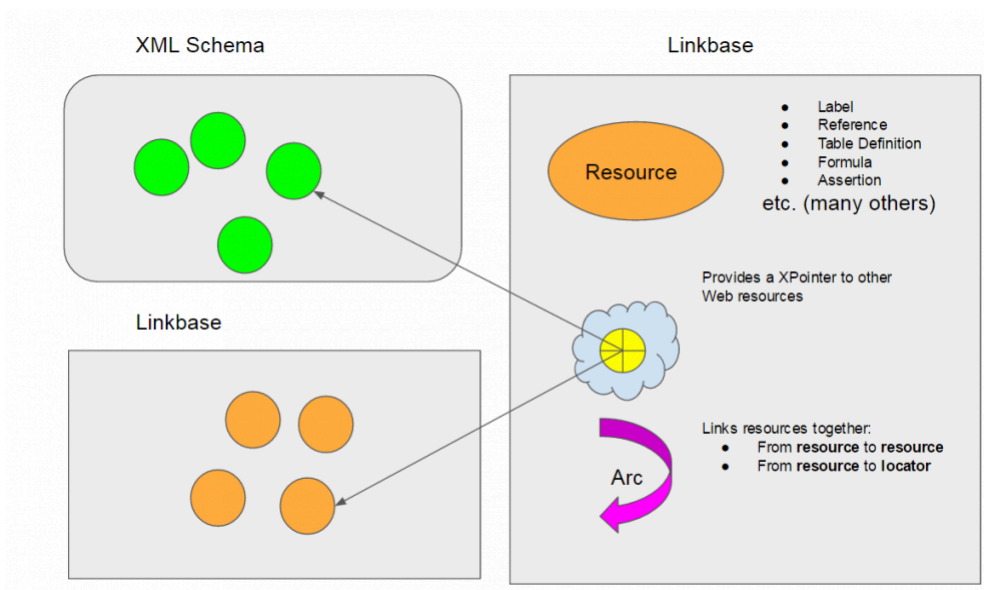 XML Schema
Linkbase
Linkbase
Resource
● Label
● Reference
● Table Definition
● Formula
● Assertion
etc. (many others)
Provides a XPointer to other
Web resources
Arc
Links resources together:
● From resource to resource
● From resource to locator